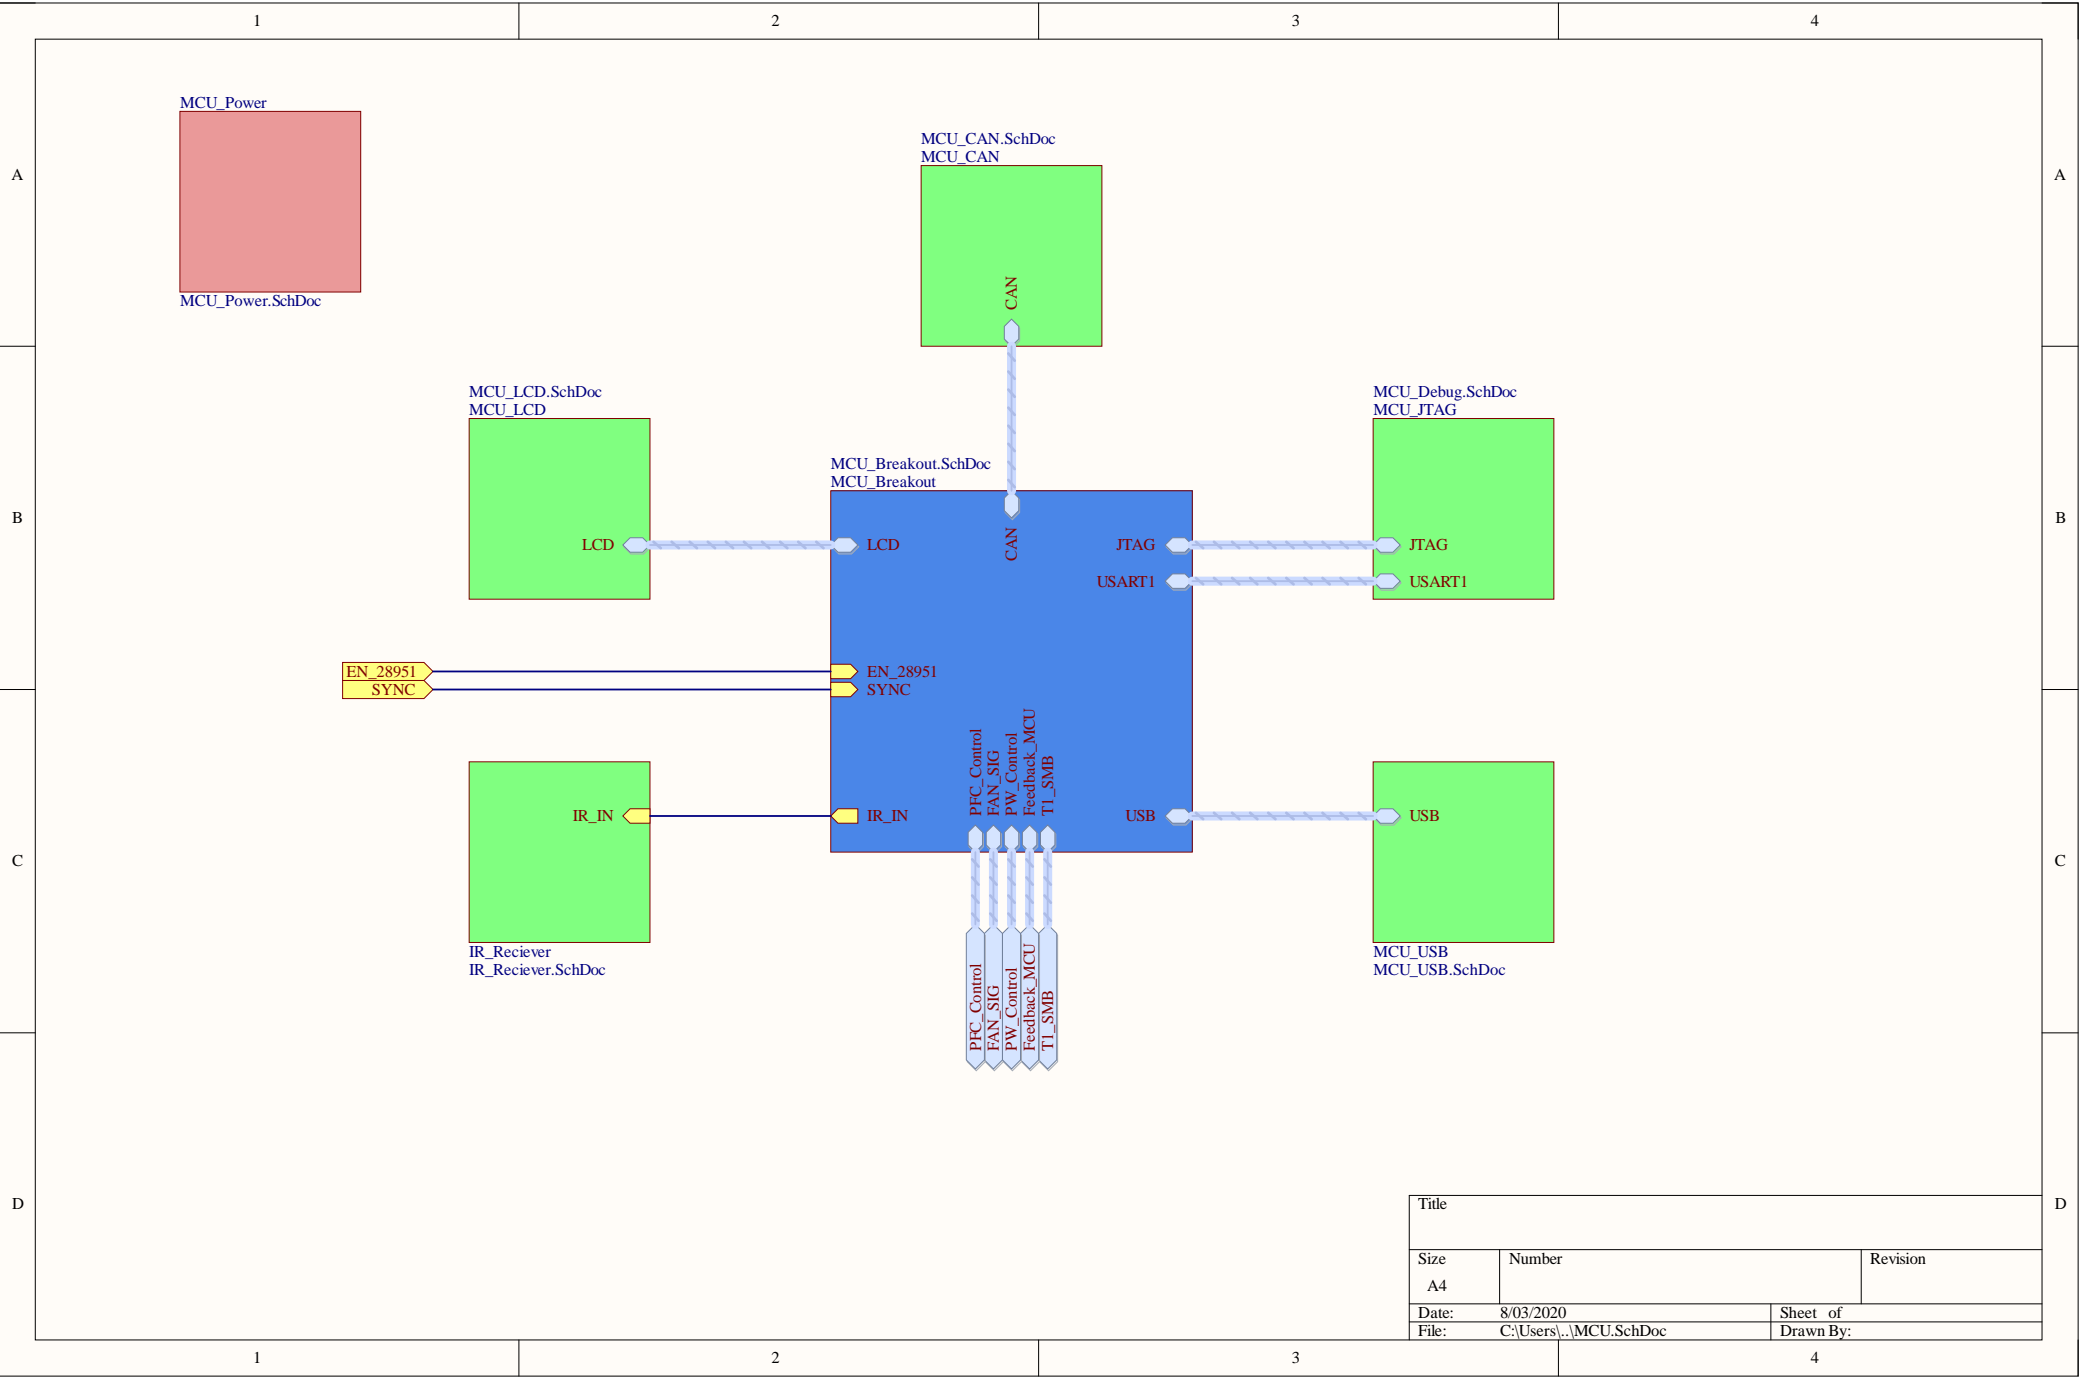 1
2
3
4
A
A
MCU_Power
MCU_Power.SchDoc
MCU_CAN.SchDoc
MCU_CAN
CAN
MCU_LCD.SchDoc
MCU_LCD
LCD
MCU_Debug.SchDoc
MCU_JTAG
JTAG
USART1
MCU_Breakout.SchDoc
MCU_Breakout
LCD
CAN
JTAG
USART1
B
B
EN_28951
SYNC
EN_28951
SYNC
PFC_Control
FAN_SIG
PW_Control
Feedback_MCU
T1_SMB
IR_IN
IR_IN
USB
USB
C
C
IR_Reciever
IR_Reciever.SchDoc
MCU_USB
MCU_USB.SchDoc
PFC_Control
FAN_SIG
PW_Control
Feedback_MCU
T1_SMB
D
D
Title
Size
Number
Revision
A4
Date:
8/03/2020
Sheet of
File:
C:\Users\..\MCU.SchDoc
Drawn By:
1
2
3
4